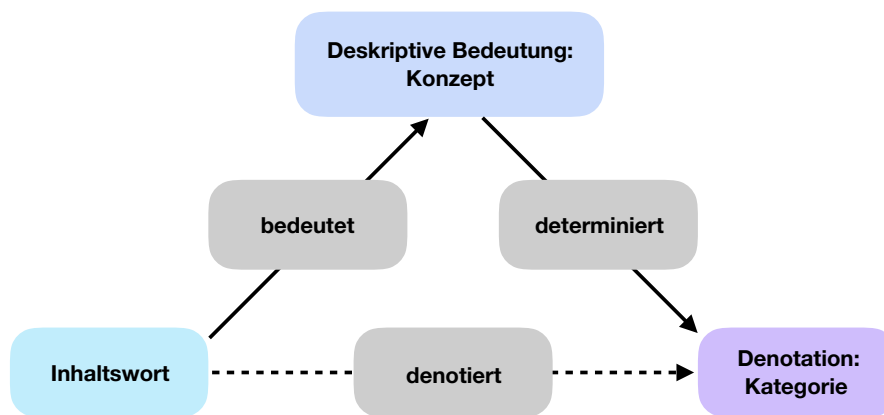 Deskriptive Bedeutung:
Konzept
bedeutet
determiniert
Inhaltswort
denotiert
Denotation:
Kategorie